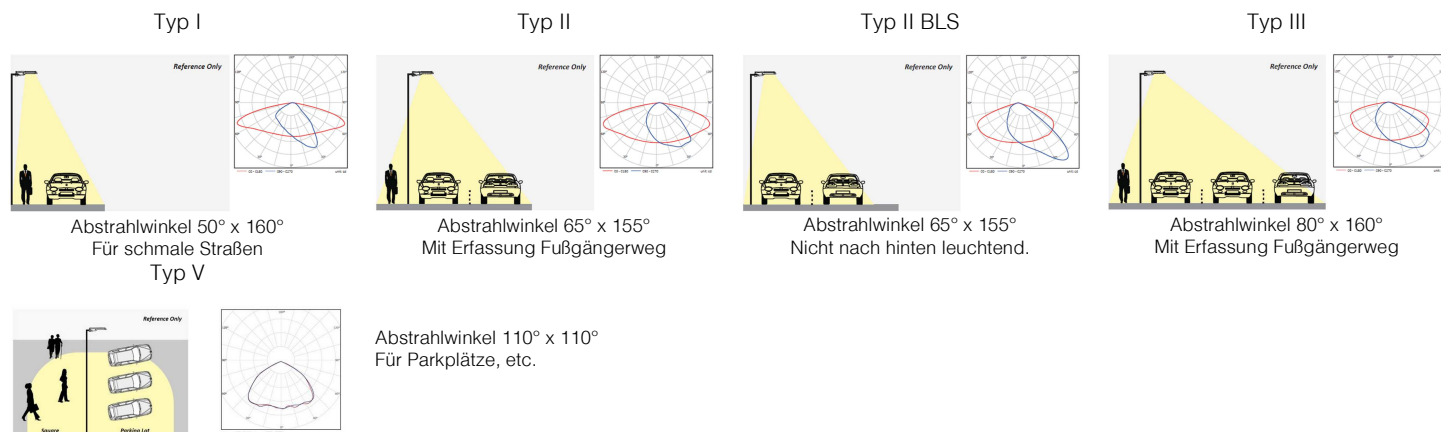 Typ I
Typ II
Typ II BLS
Typ III
Reference Only
Reference Only
Reference Only
Reference Only
Abstrahlwinkel 50° x 160°
Für schmale Straßen
Abstrahlwinkel 65° x 155°
Mit Erfassung Fußgängerweg
Abstrahlwinkel 65° x 155°
Nicht nach hinten leuchtend.
Abstrahlwinkel 80° x 160°
Mit Erfassung Fußgängerweg
Typ V
Reference Only
Square
Parking Lot
Abstrahlwinkel 110° x 110°
Für Parkplätze, etc.